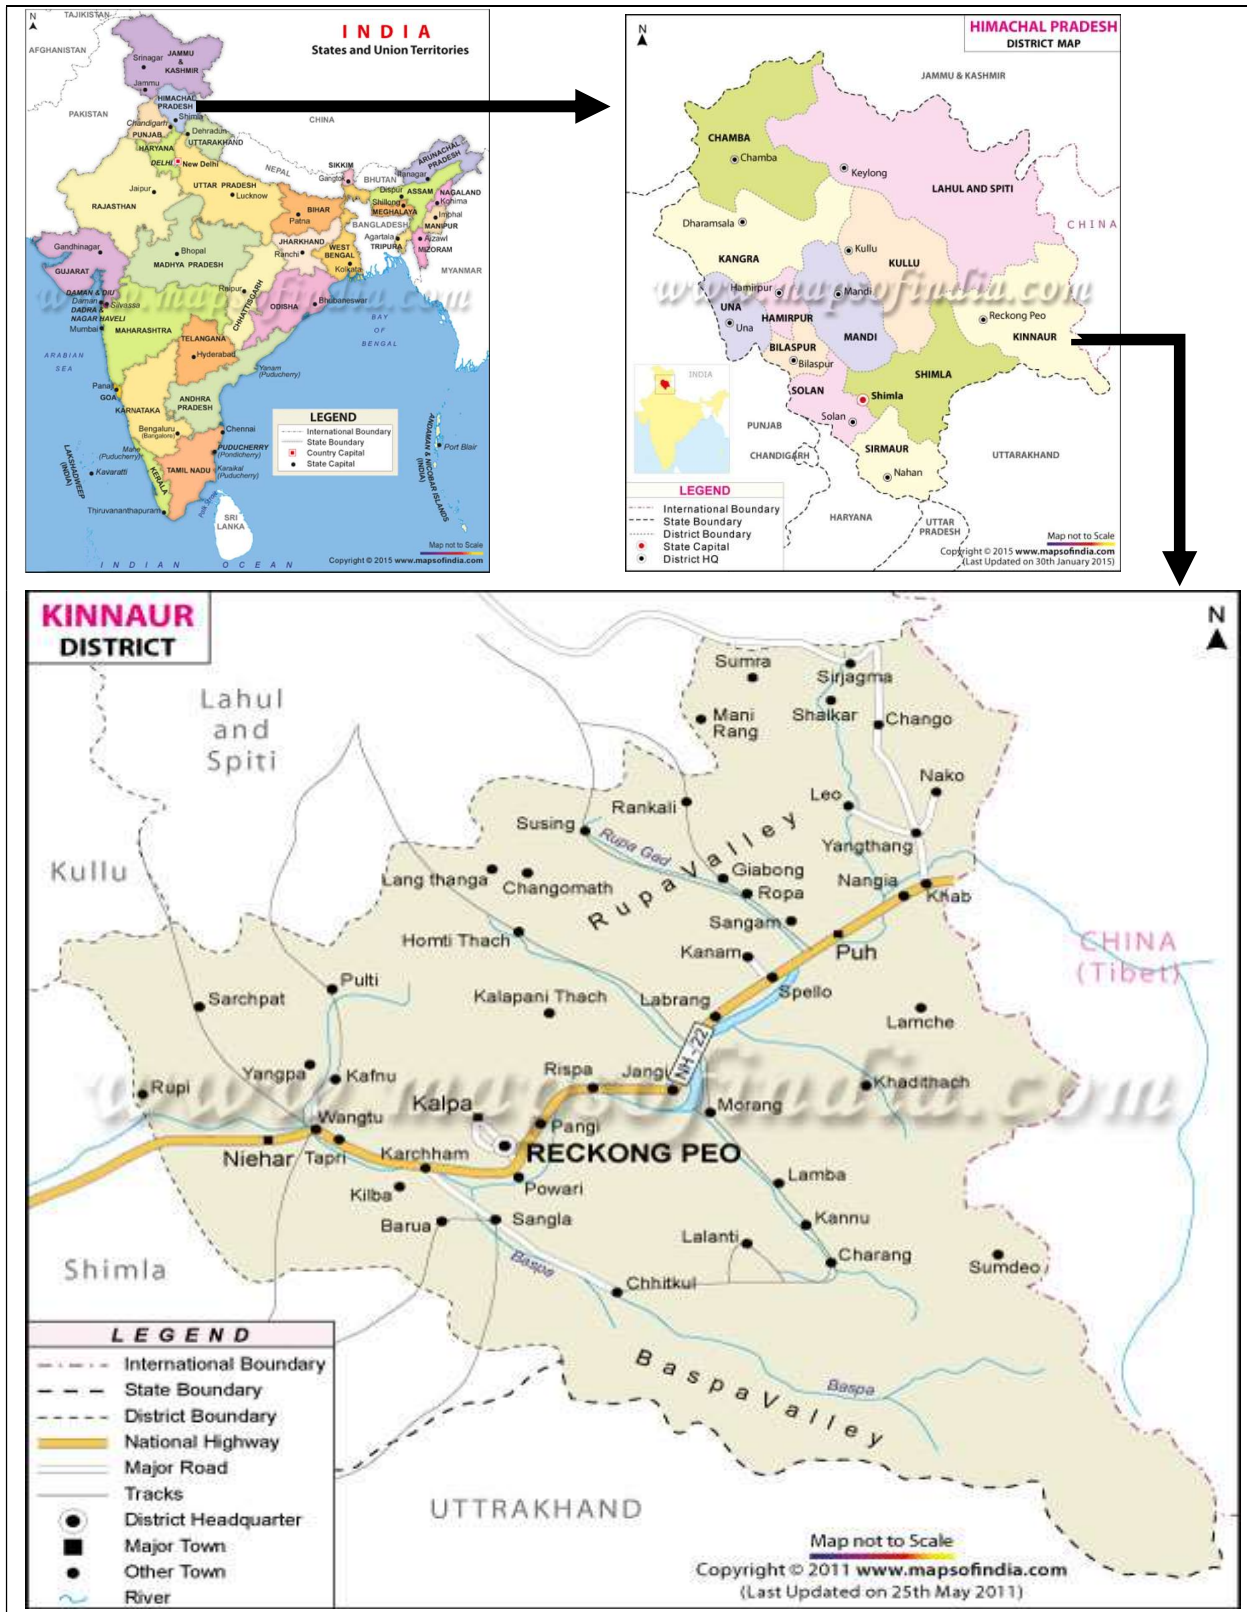 N
I N D I A
States and Union Territories
TAJIKISTAN
AFGHANISTAN
PAKISTAN
CHINA
NEPAL
BHUTAN
BANGLADESH
MYANMAR
SRI
LANKA
JAMMU
&
KASHMIR
Srinagar
Jammu
HIMACHAL
PRADESH
Shimla
Chandigarh
PUNJAB
Dehradun
UTTARAKHAND
HARYANA
DELHI
New Delhi
RAJASTHAN
Jaipur
UTTAR PRADESH
Lucknow
BIHAR
Patna
SIKKIM
Gangtok
ARUNACHAL
PRADESH
Itanagar
Dispur
ASSAM
NAGALAND
Kohima
Shillong
MEGHALAYA
Imphal
MANIPUR
Agartala
TRIPURA
Aizawl
MIZORAM
JHARKHAND
Ranchi
WEST
BENGAL
Kolkata
Gandhinagar
GUJARAT
Bhopal
MADHYA PRADESH
Raipur
CHHATTISGARH
ODISHA
Bhubaneswar
DAMAN & DIU
Daman
Silvassa
DADRA &
NAGAR HAVELI
Mumbai
MAHARASHTRA
TELANGANA
Hyderabad
Yanam
(Puducherry)
Panaji
GOA
KARNATAKA
ANDHRA
PRADESH
Bengaluru
(Bangalore)
Chennai
Mahe
(Puducherry)
PUDUCHERRY
(Pondicherry)
Karaikal
(Puducherry)
TAMIL NADU
KERALA
Thiruvananthapuram
LAKSHADWEEP
(INDIA)
Kavaratti
Palk Strait
ANDAMAN & NICOBAR ISLANDS
(INDIA)
Port Blair
ARABIAN
SEA
BAY
OF
BENGAL
INDIAN OCEAN
www.mapsofindia.com
LEGEND
International Boundary
State Boundary
Country Capital
State Capital
Map not to Scale
Copyright © 2015 www.mapsofindia.com
N
HIMACHAL PRADESH
DISTRICT MAP
JAMMU & KASHMIR
CHAMBA
Chamba
Keylong
LAHUL AND SPITI
CHINA
Dharamsala
KANGRA
Kullu
KULLU
www.mapsofindia.com
Hamirpur
Mandi
UNA
Una
HAMIRPUR
MANDI
Reckong Peo
KINNAUR
BILASPUR
Bilaspur
SHIMLA
SOLAN
Shimla
Solan
SIRMAUR
Nahan
INDIA
PUNJAB
CHANDIGARH
UTTARAKHAND
HARYANA
UTTAR
PRADESH
LEGEND
International Boundary
State Boundary
District Boundary
State Capital
District HQ
Map not to Scale
Copyright © 2015 www.mapsofindia.com
(Last Updated on 30th January 2015)
KINNAUR
DISTRICT
N
Lahul
and
Spiti
Sumra
Sirjagma
Mani
Rang
Shalkar
Chango
Nako
Leo
Rankali
Susing
Rupa Gad
Yangthang
Kullu
Rupa Valley
Lang thanga
Changomath
Giabong
Ropa
Nangia
Khab
Homti Thach
Sangam
Kanam
Puh
CHINA
(Tibet)
Sarchpat
Pulti
Kalapani Thach
Labrang
Spello
Lamche
NH - 22
Yangpa
Kafnu
Rispa
Jangi
Khadithach
Rupi
www.mapsofindia.com
Wangtu
Kalpa
Pangi
Morang
Niehar
Tapri
Karchham
RECKONG PEO
Kilba
Powari
Lamba
Barua
Sangla
Lalanti
Kannu
Shimla
Baspa
Charang
Sumdeo
Chhitkul
Baspa Valley
Baspa
UTTRAKHAND
LEGEND
International Boundary
State Boundary
District Boundary
National Highway
Major Road
Tracks
District Headquarter
Major Town
Other Town
River
Map not to Scale
Copyright © 2011 www.mapsofindia.com
(Last Updated on 25th May 2011)